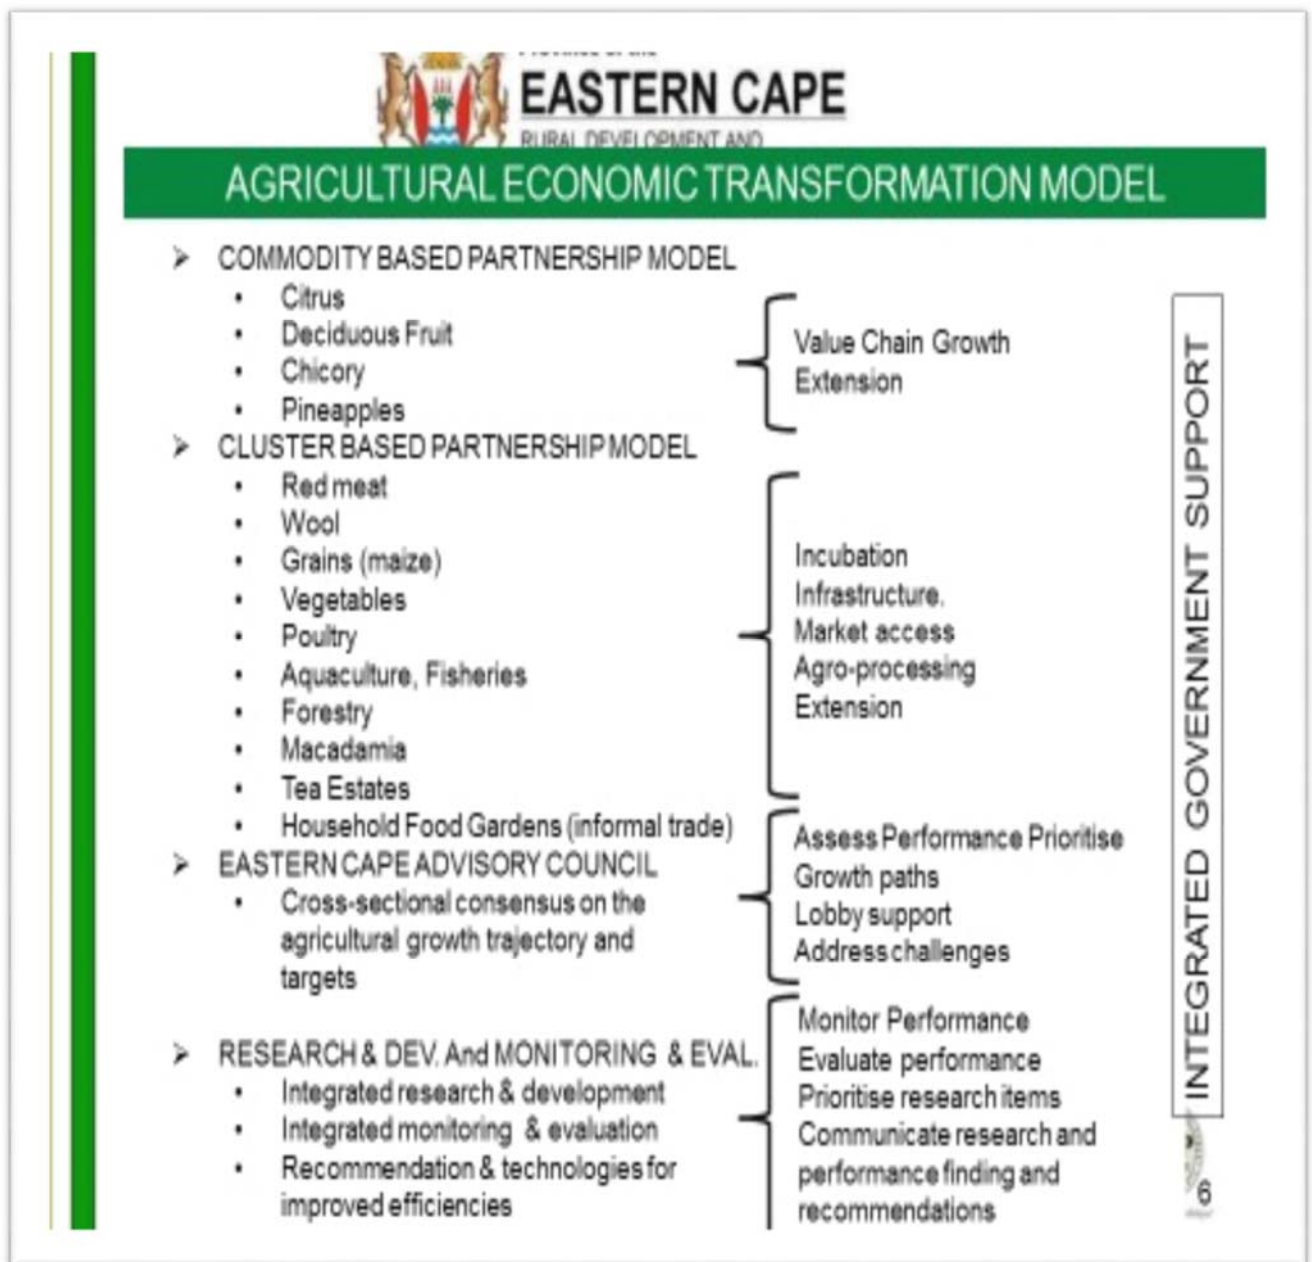 EASTERN CAPE
RURAL DEVELOPMENT AND
AGRICULTURAL ECONOMIC TRANSFORMATION MODEL
➢ COMMODITY BASED PARTNERSHIP MODEL
• Citrus
• Deciduous Fruit
• Chicory
• Pineapples
Value Chain Growth
Extension
➢ CLUSTER BASED PARTNERSHIP MODEL
• Red meat
• Wool
• Grains (maize)
• Vegetables
• Poultry
• Aquaculture, Fisheries
• Forestry
• Macadamia
• Tea Estates
• Household Food Gardens (informal trade)
Incubation
Infrastructure.
Market access
Agro-processing
Extension
➢ EASTERN CAPE ADVISORY COUNCIL
• Cross-sectional consensus on the
agricultural growth trajectory and
targets
Assess Performance Prioritise
Growth paths
Lobby support
Address challenges
➢ RESEARCH & DEV. And MONITORING & EVAL.
• Integrated research & development
• Integrated monitoring & evaluation
• Recommendation & technologies for
improved efficiencies
Monitor Performance
Evaluate performance
Prioritise research items
Communicate research and
performance finding and
recommendations
INTEGRATED GOVERNMENT SUPPORT
6